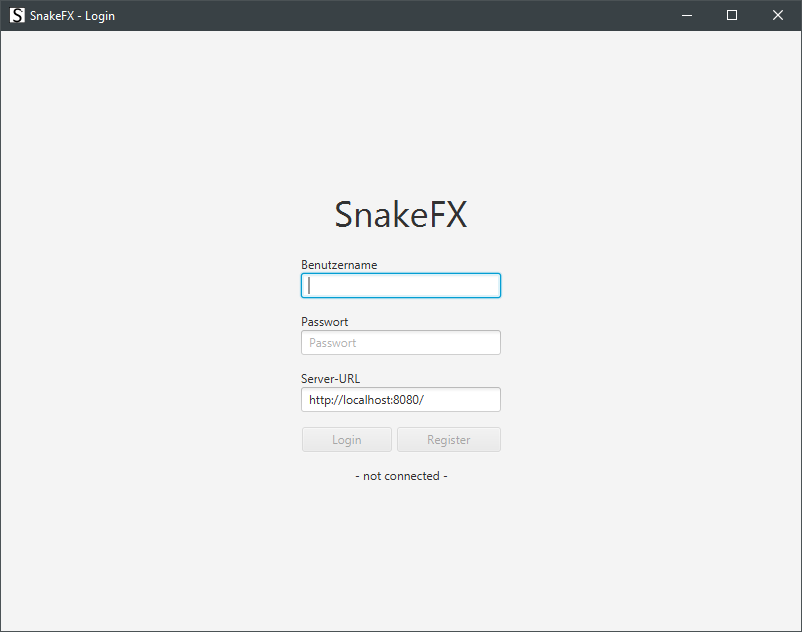 S SnakeFX - Login
SnakeFX
Benutzername
Passwort
Passwort
Server-URL
http://localhost:8080/
Login Register
- not connected -